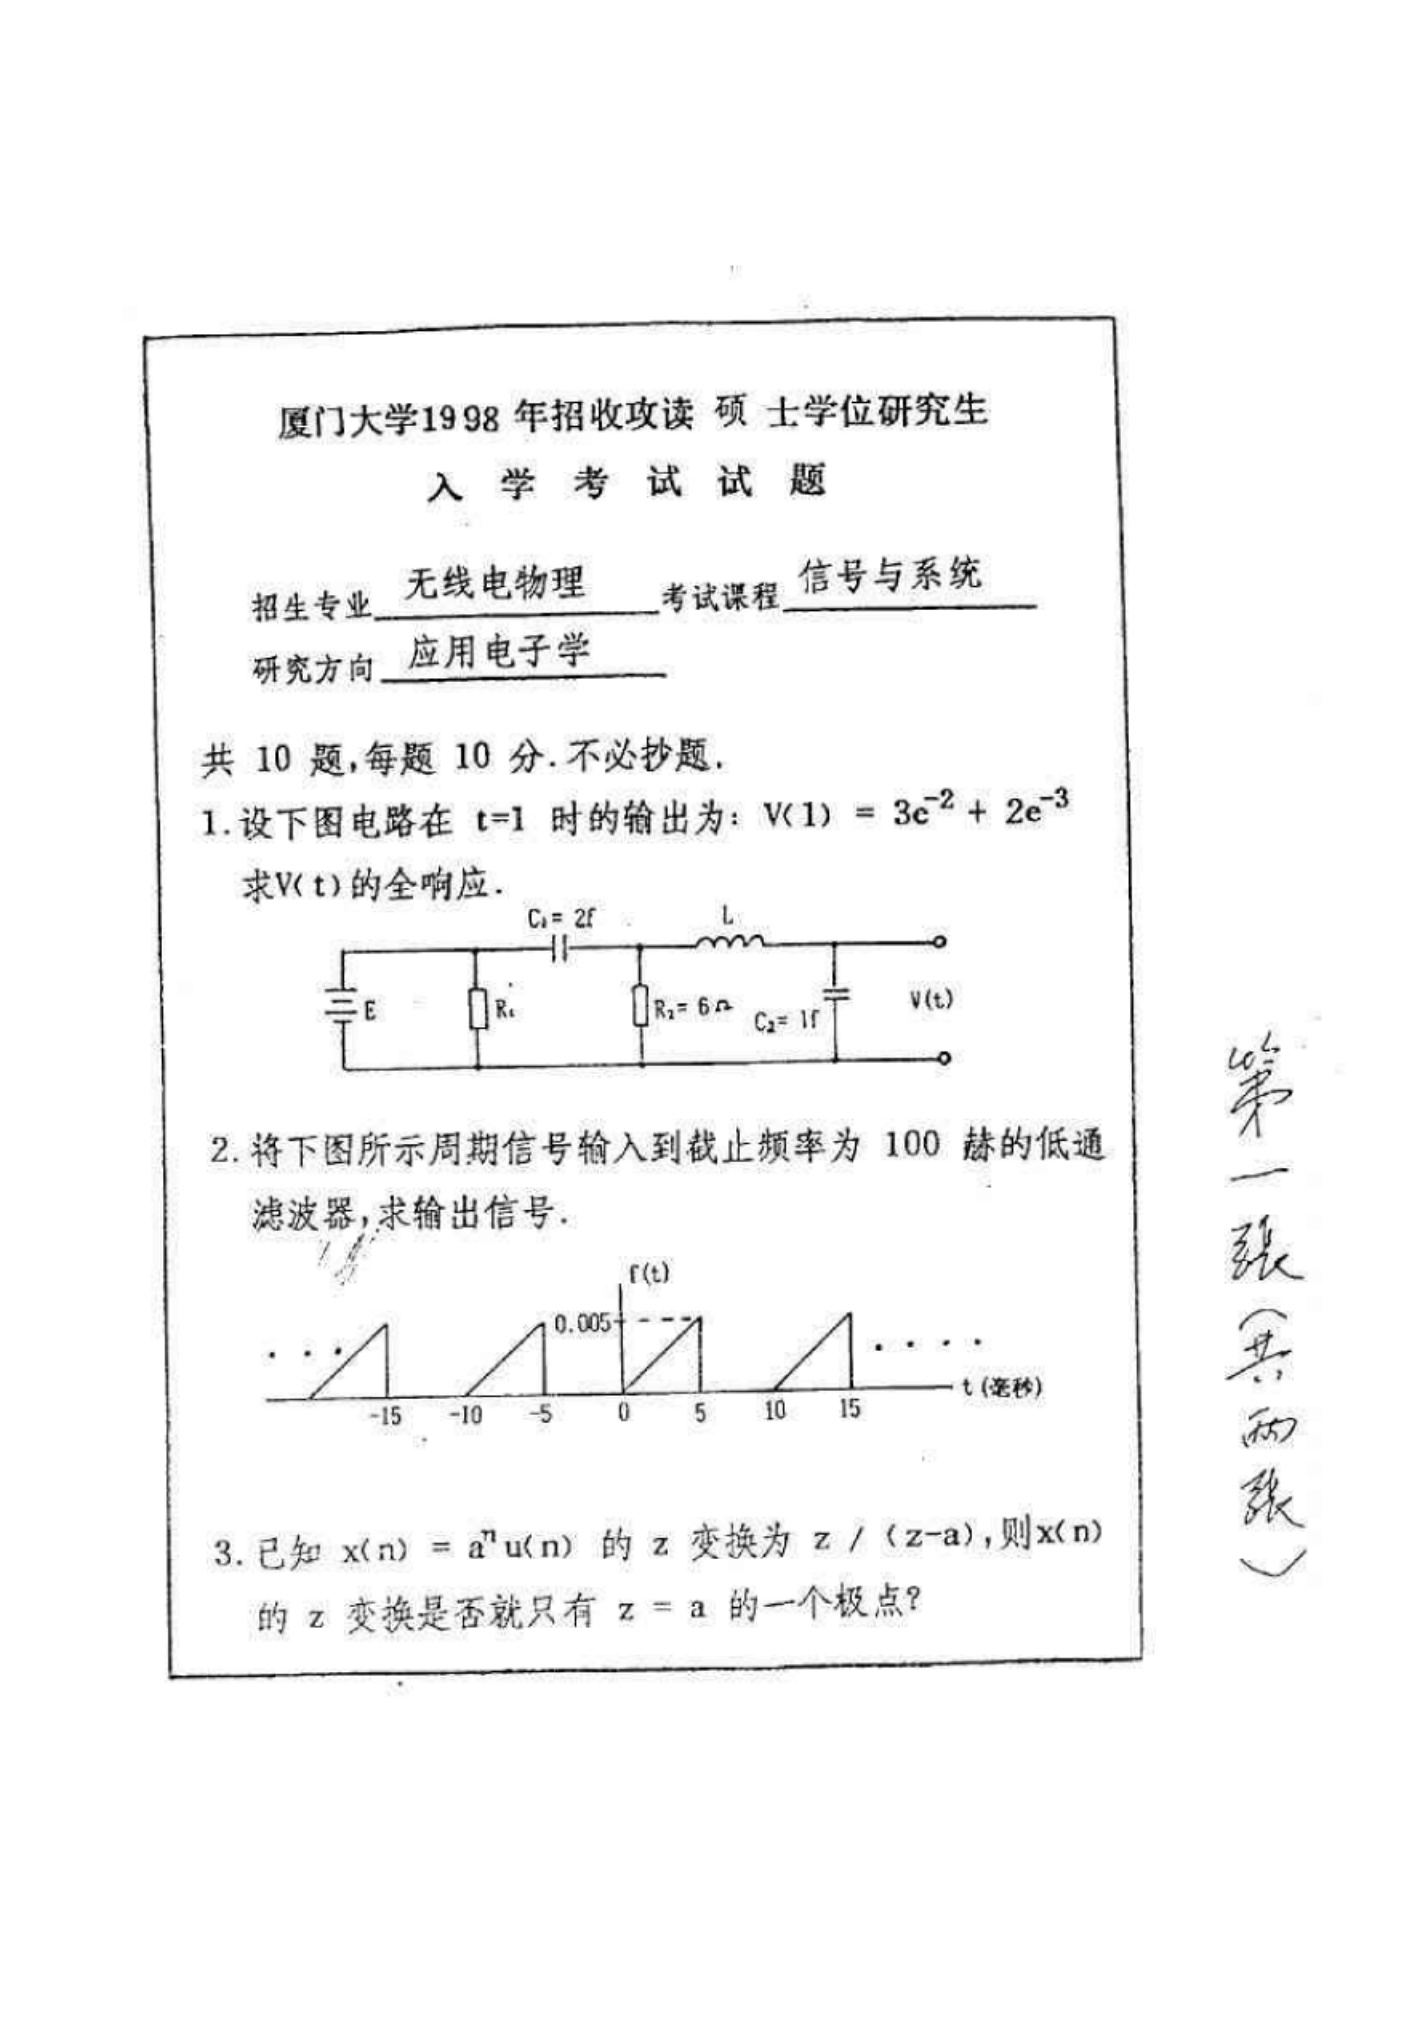 厦门大学1998 年招收攻读 硕 士学位研究生
入 学 考 试 试 题
招生专业 无线电物理 考试课程 信号与系统
研究方向 应用电子学
共 10 题,每题 10 分.不必抄题.
1.设下图电路在 t=1 时的输出为: V(1) = 3e⁻² + 2e⁻³
求V(t)的全响应.
C₁= 2f L
E R₁ R₂= 6Ω C₂= 1f V(t)
2.将下图所示周期信号输入到截止频率为 100 赫的低通
滤波器,求输出信号.
f(t)
0.005
t(毫秒)
-15 -10 -5 0 5 10 15
3.已知 x(n) = aⁿu(n) 的 z 变换为 z / (z-a),则x(n)
的 z 变换是否就只有 z = a 的一个极点?
第一張(共两張)